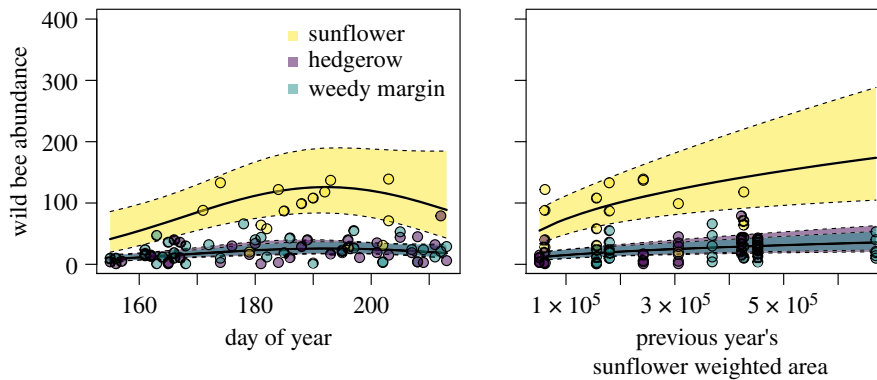 400
300
200
100
0
wild bee abundance
sunflower
hedgerow
weedy margin
160
180
200
day of year
1 × 10⁵
3 × 10⁵
5 × 10⁵
previous year's
sunflower weighted area